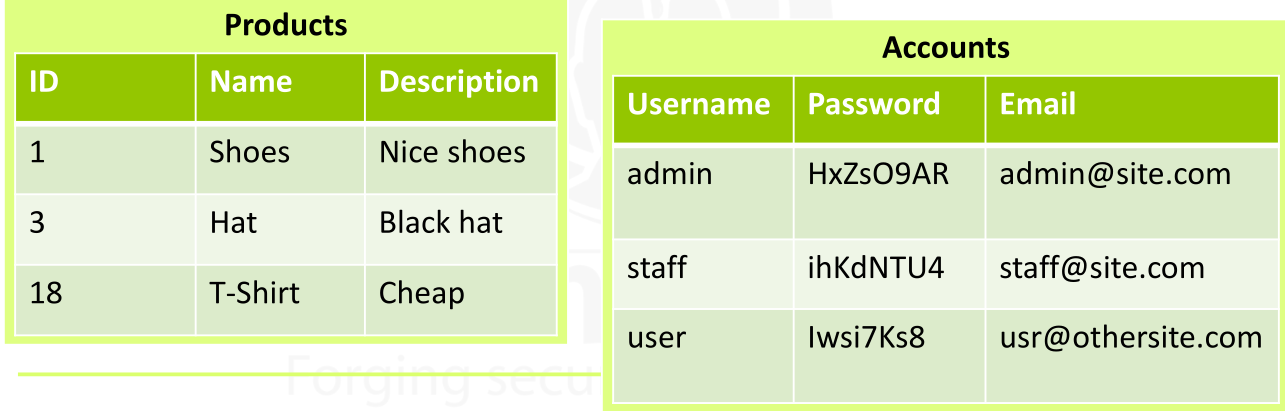 Products
ID Name Description
1 Shoes Nice shoes
3 Hat Black hat
18 T-Shirt Cheap
Accounts
Username Password Email
admin HxZsO9AR admin@site.com
staff ihKdNTU4 staff@site.com
user Iwsi7Ks8 usr@othersite.com
Forging secu